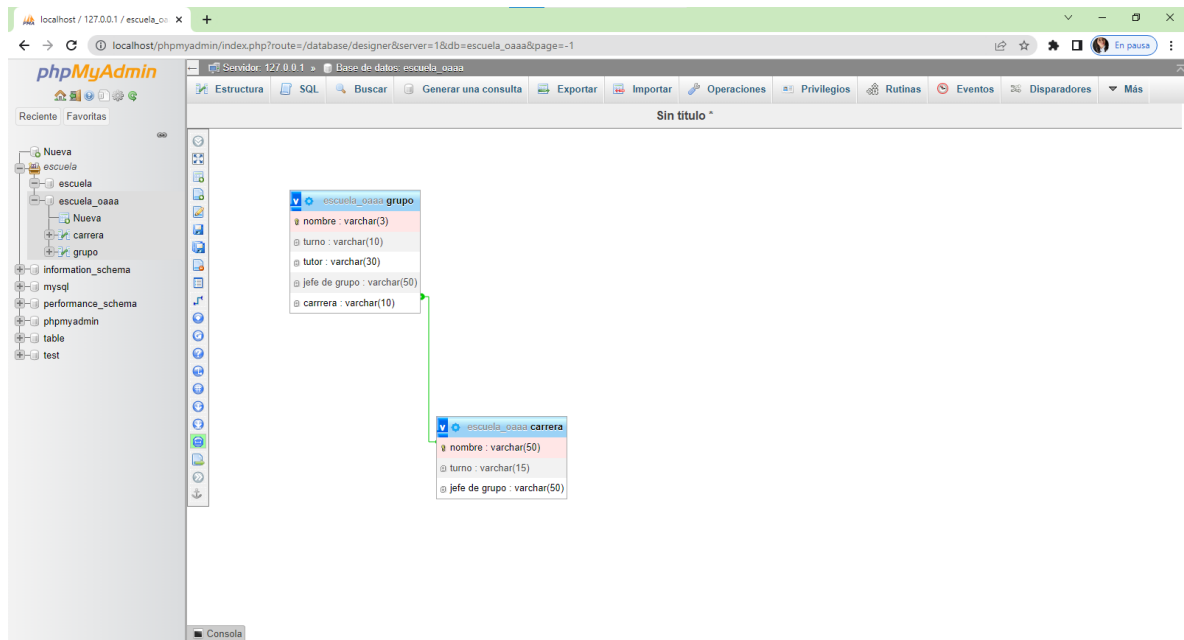 localhost / 127.0.0.1 / escuela_oa
localhost/phpmyadmin/index.php?route=/database/designer&server=1&db=escuela_oaaa&page=-1
En pausa
phpMyAdmin
Reciente Favoritas
Nueva
escuela
escuela
escuela_oaaa
Nueva
carrera
grupo
information_schema
mysql
performance_schema
phpmyadmin
table
test
Servidor: 127.0.0.1 » Base de datos: escuela_oaaa
Estructura SQL Buscar Generar una consulta Exportar Importar Operaciones Privilegios Rutinas Eventos Disparadores Más
Sin título *
v escuela_oaaa grupo
nombre : varchar(3)
turno : varchar(10)
tutor : varchar(30)
jefe de grupo : varchar(50)
carrrera : varchar(10)
v escuela_oaaa carrera
nombre : varchar(50)
turno : varchar(15)
jefe de grupo : varchar(50)
Consola